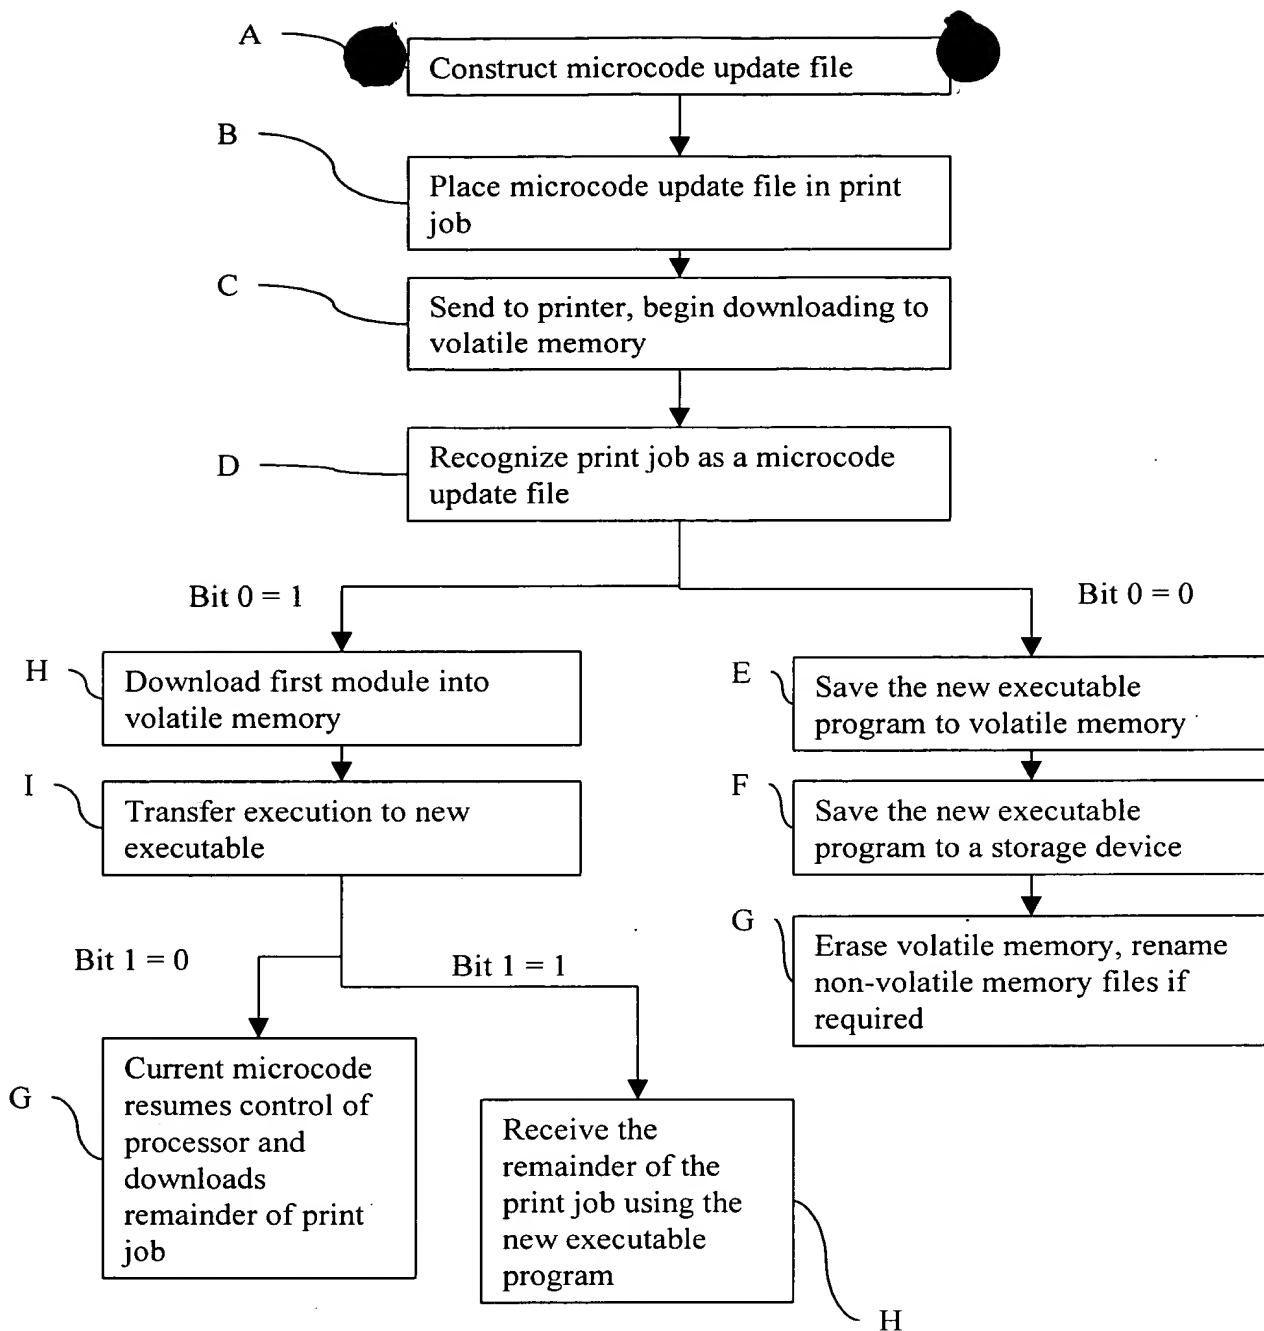 A
Construct microcode update file
B
Place microcode update file in print
job
C
Send to printer, begin downloading to
volatile memory
D
Recognize print job as a microcode
update file
Bit 0 = 1
Bit 0 = 0
H
Download first module into
volatile memory
E
Save the new executable
program to volatile memory
I
Transfer execution to new
executable
F
Save the new executable
program to a storage device
G
Erase volatile memory, rename
non-volatile memory files if
required
Bit 1 = 0
Bit 1 = 1
G
Current microcode
resumes control of
processor and
downloads
remainder of print
job
Receive the
remainder of the
print job using the
new executable
program
H